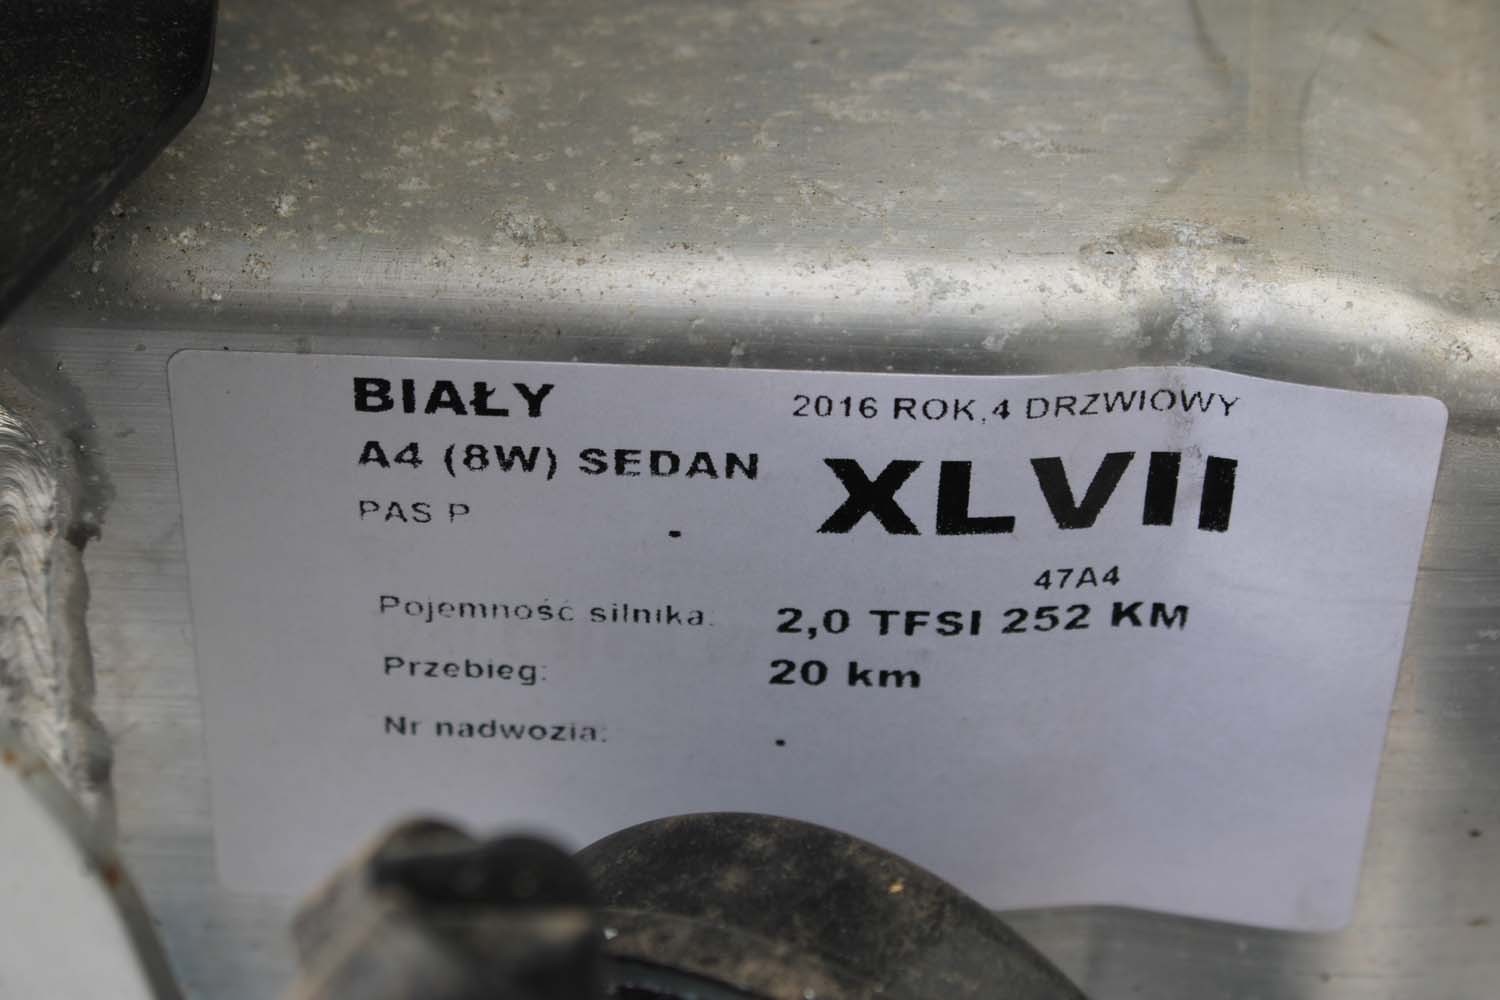 BIAŁY
2016 ROK,4 DRZWIOWY
A4 (8W) SEDAN
XLVII
PAS P
.
47A4
Pojemność silnika: 2,0 TFSI 252 KM
Przebieg: 20 km
Nr nadwozia: .